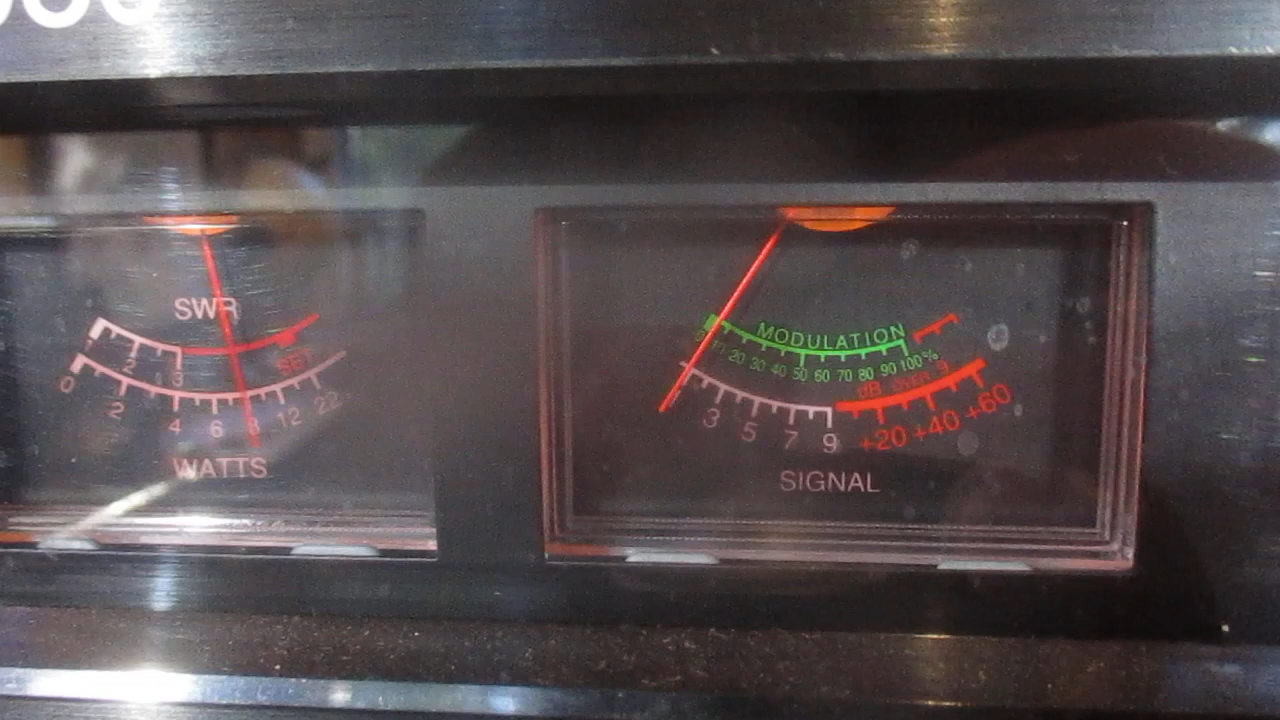 SWR
2 3
SET
0 2 4 6 8 12 22
WATTS
MODULATION
0 10 20 30 40 50 60 70 80 90 100%
dB OVER 9
3 5 7 9 +20 +40 +60
SIGNAL